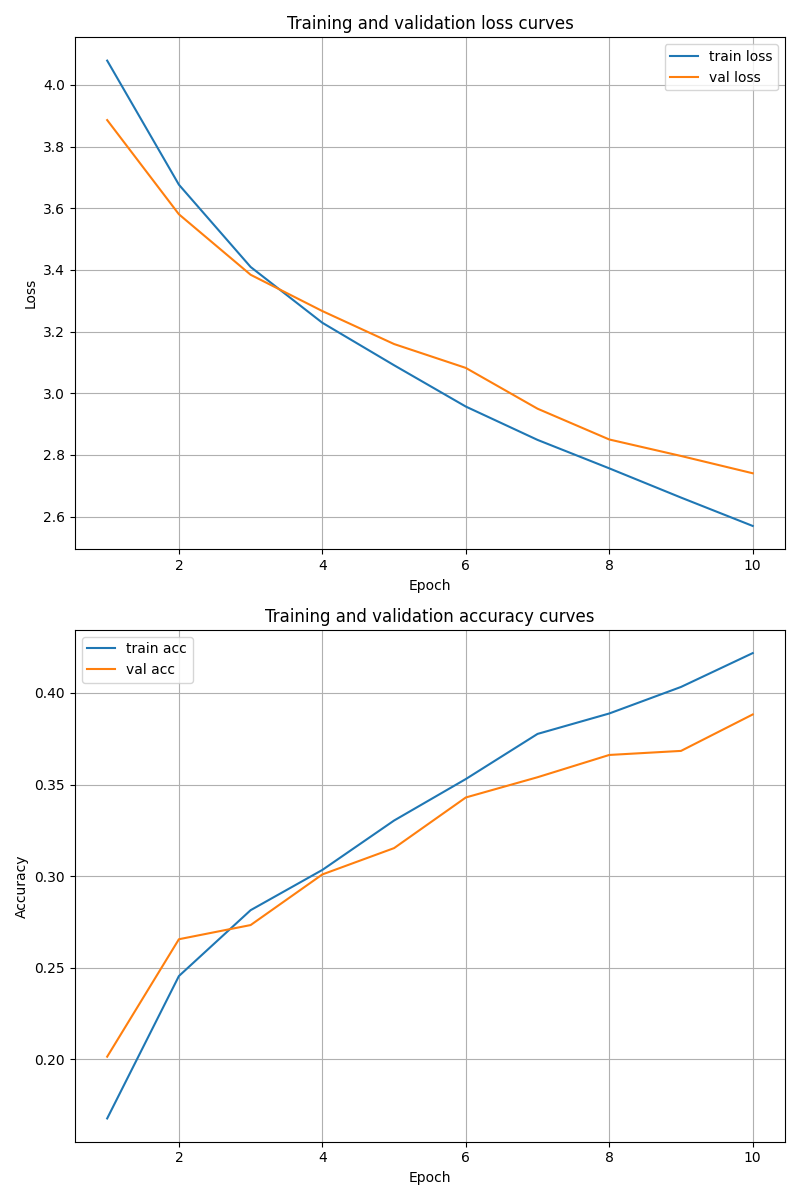 Training and validation loss curves
train loss
val loss
4.0
3.8
3.6
3.4
3.2
3.0
2.8
2.6
Loss
2 4 6 8 10
Epoch
Training and validation accuracy curves
train acc
val acc
0.40
0.35
0.30
0.25
0.20
Accuracy
2 4 6 8 10
Epoch